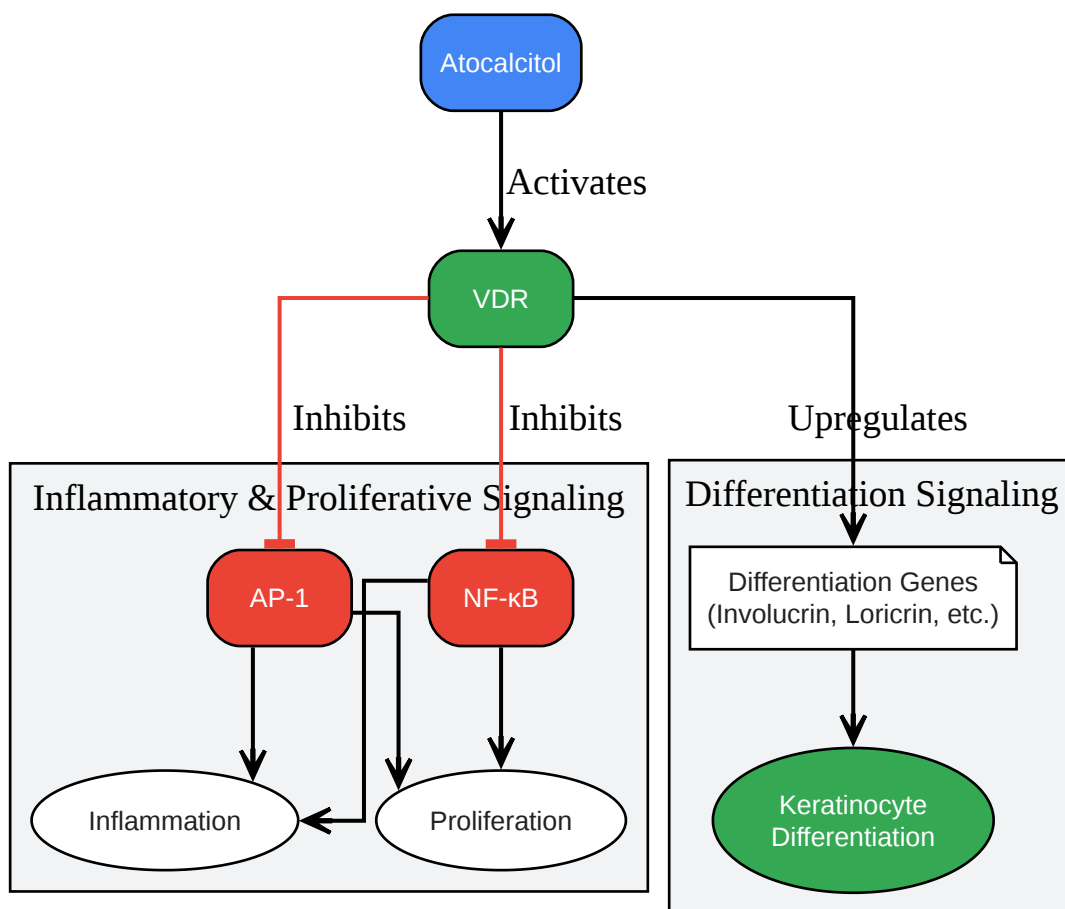 Atocalcitol
Activates
VDR
Inhibits
Inhibits
Upregulates
Inflammatory & Proliferative Signaling
Differentiation Signaling
AP-1
NF-κB
Differentiation Genes
(Involucrin, Loricrin, etc.)
Inflammation
Proliferation
Keratinocyte
Differentiation